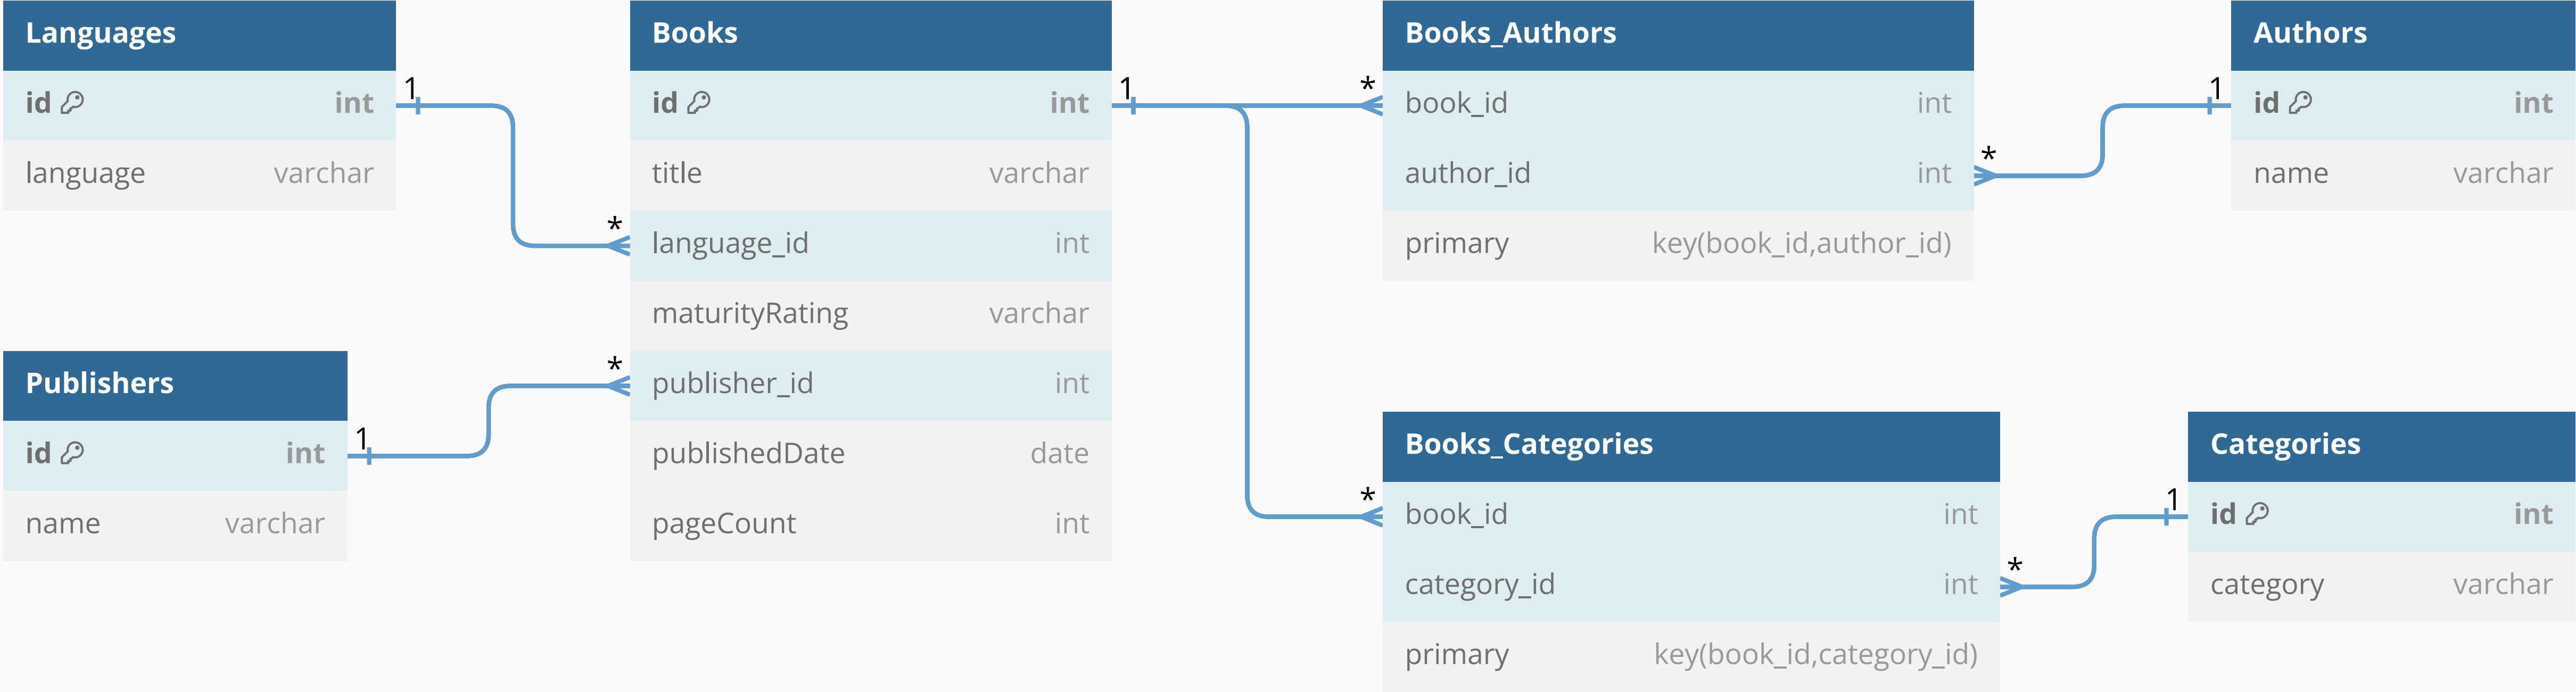 Languages
id int
language varchar
Publishers
id int
name varchar
Books
id int
title varchar
language_id int
maturityRating varchar
publisher_id int
publishedDate date
pageCount int
Books_Authors
book_id int
author_id int
primary key(book_id,author_id)
Authors
id int
name varchar
Books_Categories
book_id int
category_id int
primary key(book_id,category_id)
Categories
id int
category varchar
1
*
1
*
1
*
*
1
*
*
1